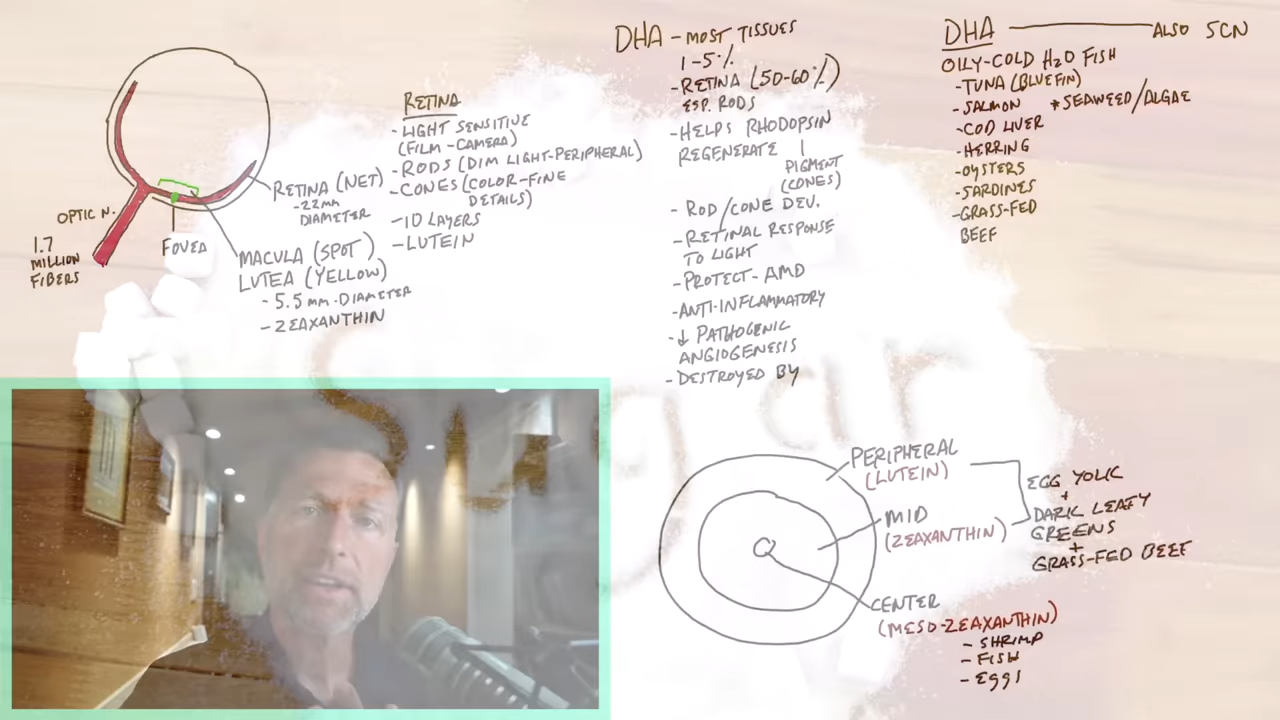 OPTIC N.
1.7
MILLION
FIBERS
FOVEA
RETINA (NET)
-22mm
DIAMETER
MACULA (SPOT)
LUTEA (YELLOW)
- 5.5 mm-DIAMETER
- ZEAXANTHIN
RETINA
-LIGHT SENSITIVE
(FILM-CAMERA)
-RODS (DIM LIGHT-PERIPHERAL)
-CONES (COLOR-FINE
DETAILS)
-10 LAYERS
-LUTEIN
DHA -MOST TISSUES
1-5%
-RETINA (50-60%)
ESP. RODS
-HELPS RHODOPSIN
REGENERATE
PIGMENT
(CONES)
- ROD/CONE DEV.
-RETINAL RESPONSE
TO LIGHT
-PROTECT-AMD
-ANTI-INFLAMMATORY
-↓ PATHOGENIC
ANGIOGENESIS
-DESTROYED BY
DHA
ALSO SCN
OILY-COLD H2O FISH
-TUNA (BLUEFIN)
-SALMON *SEAWEED/ALGAE
-COD LIVER
-HERRING
-OYSTERS
-SARDINES
-GRASS-FED
BEEF
PERIPHERAL
(LUTEIN)
MID
(ZEAXANTHIN)
CENTER
(MESO-ZEAXANTHIN)
- SHRIMP
- FISH
- EGGS
EGG YOLK
+
DARK LEAFY
GREENS
+
GRASS-FED BEEF